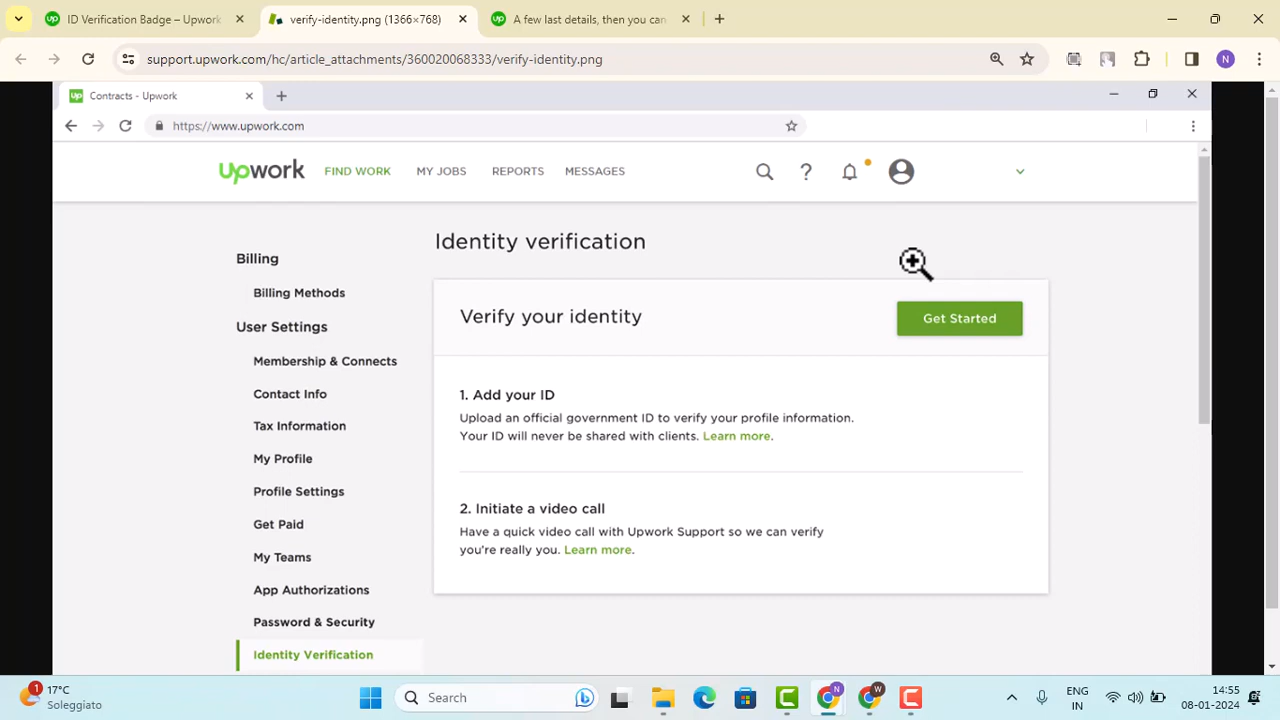 ID Verification Badge – Upwork
verify-identity.png (1366×768)
A few last details, then you can
support.upwork.com/hc/article_attachments/360020068333/verify-identity.png
N
Contracts - Upwork
https://www.upwork.com
upwork
FIND WORK
MY JOBS
REPORTS
MESSAGES
Identity verification
Billing
Billing Methods
User Settings
Membership & Connects
Contact Info
Tax Information
My Profile
Profile Settings
Get Paid
My Teams
App Authorizations
Password & Security
Identity Verification
Verify your identity
Get Started
1. Add your ID
Upload an official government ID to verify your profile information.
Your ID will never be shared with clients. Learn more.
2. Initiate a video call
Have a quick video call with Upwork Support so we can verify
you're really you. Learn more.
1
17°C
Soleggiato
Search
N
W
ENG
IN
14:55
08-01-2024